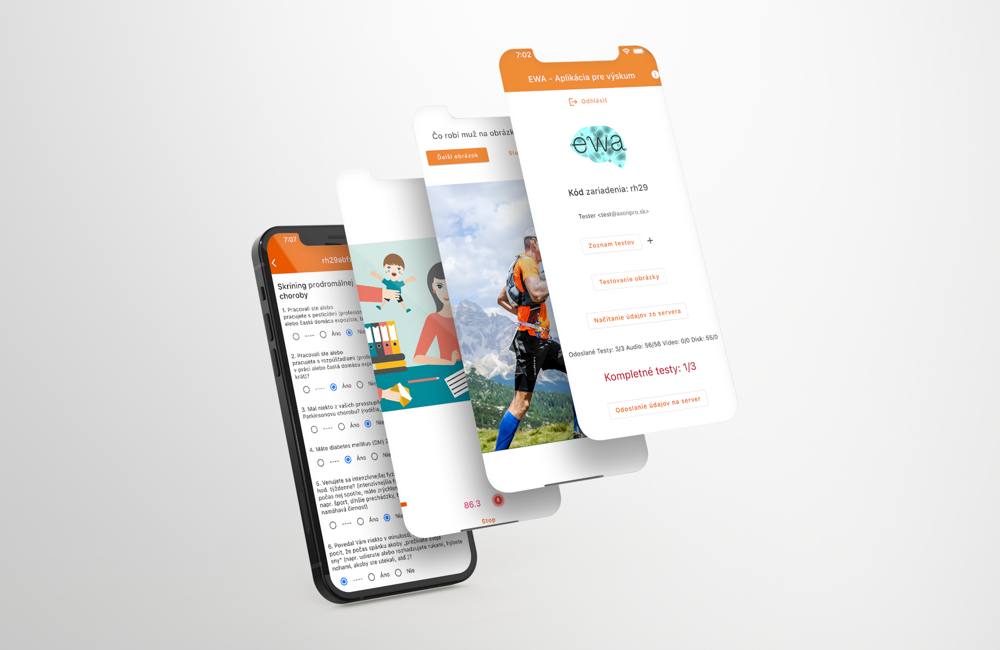 7:02
EWA - Aplikácia pre výskum
Odhlásiť
ewa
Kód zariadenia: rh29
Tester <test@axonpro.sk>
Zoznam testov +
Testovacie obrázky
Načítanie údajov zo servera
Odoslané Testy: 3/3 Audio: 56/56 Video: 0/0 Disk: 55/0
Kompletné testy: 1/3
Odoslanie údajov na server
Čo robí muž na obrázk
Ďalší obrázok
Sto
86.3
Stop
7:07
rh29abfx
Skríning prodromálnej
choroby
1. Pracovali ste alebo
pracujete s pesticídmi (profesion
alebo častá domáca expozícia, te
---- Áno Nie
2. Pracovali ste alebo
pracujete s rozpúšťadlami (profe
v práci alebo častá domáca expo
krát)?
---- Áno Nie
3. Mal niekto z vašich prvostupň
Parkinsonovu chorobu? (rodičia,
---- Áno Nie
4. Máte diabetes mellitus (DM) 2
---- Áno Nie
5. Venujete sa intenzívnejšej fyz
hod. týždenne? (intenzívnejšia fy
počas nej spotíte, máte zrýchlen
napr. šport, dlhšie prechádzky, t
namáhavá činnosť)
---- Áno Nie
6. Povedal Vám niekto v minulosti,
pocit, že počas spánku akoby „prežívate svoje
sny“ (napr. udierate alebo rozhadzujete rukami, hýbete
nohami, akoby ste utekali, atď.)?
---- Áno Nie